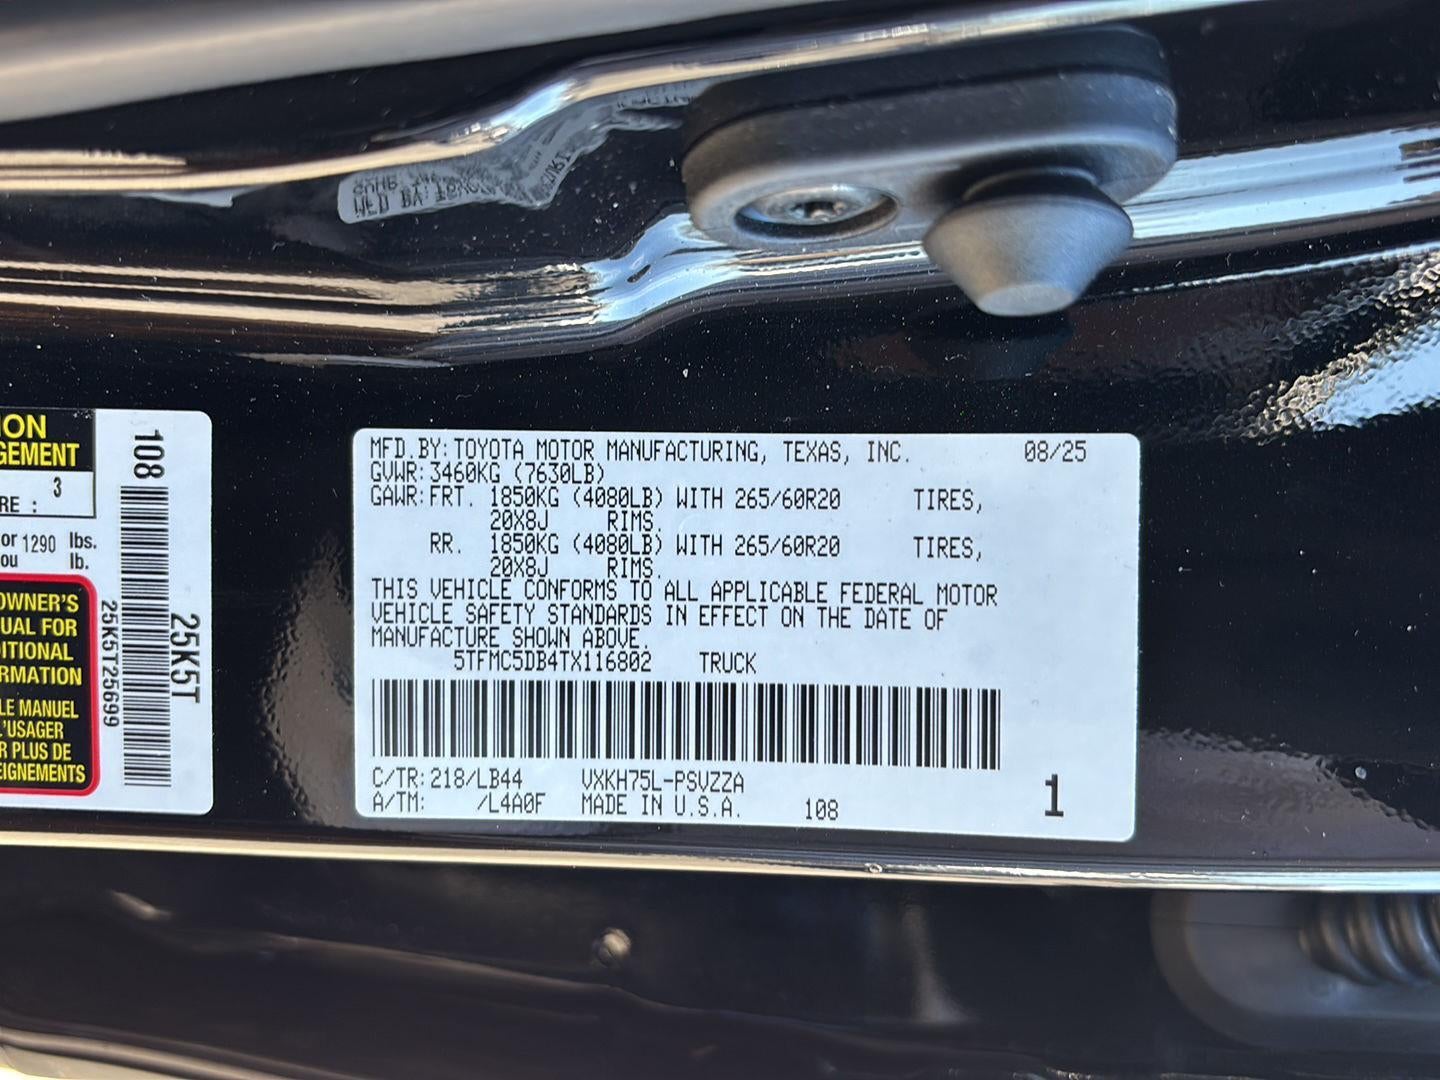 ION
GEMENT
RE : 3
or 1290 lbs.
ou lb.
OWNER'S
UAL FOR
DITIONAL
RMATION
LE MANUEL
L'USAGER
R PLUS DE
EIGNEMENTS
108
25K5T
25K5T25699
MFD.BY:TOYOTA MOTOR MANUFACTURING, TEXAS, INC. 08/25
GVWR:3460KG (7630LB)
GAWR:FRT. 1850KG (4080LB) WITH 265/60R20 TIRES,
20X8J RIMS.
RR. 1850KG (4080LB) WITH 265/60R20 TIRES,
20X8J RIMS.
THIS VEHICLE CONFORMS TO ALL APPLICABLE FEDERAL MOTOR
VEHICLE SAFETY STANDARDS IN EFFECT ON THE DATE OF
MANUFACTURE SHOWN ABOVE.
5TFMC5DB4TX116802 TRUCK
C/TR:218/LB44 VXKH75L-PSVZZA
A/TM: /L4A0F MADE IN U.S.A. 108
1